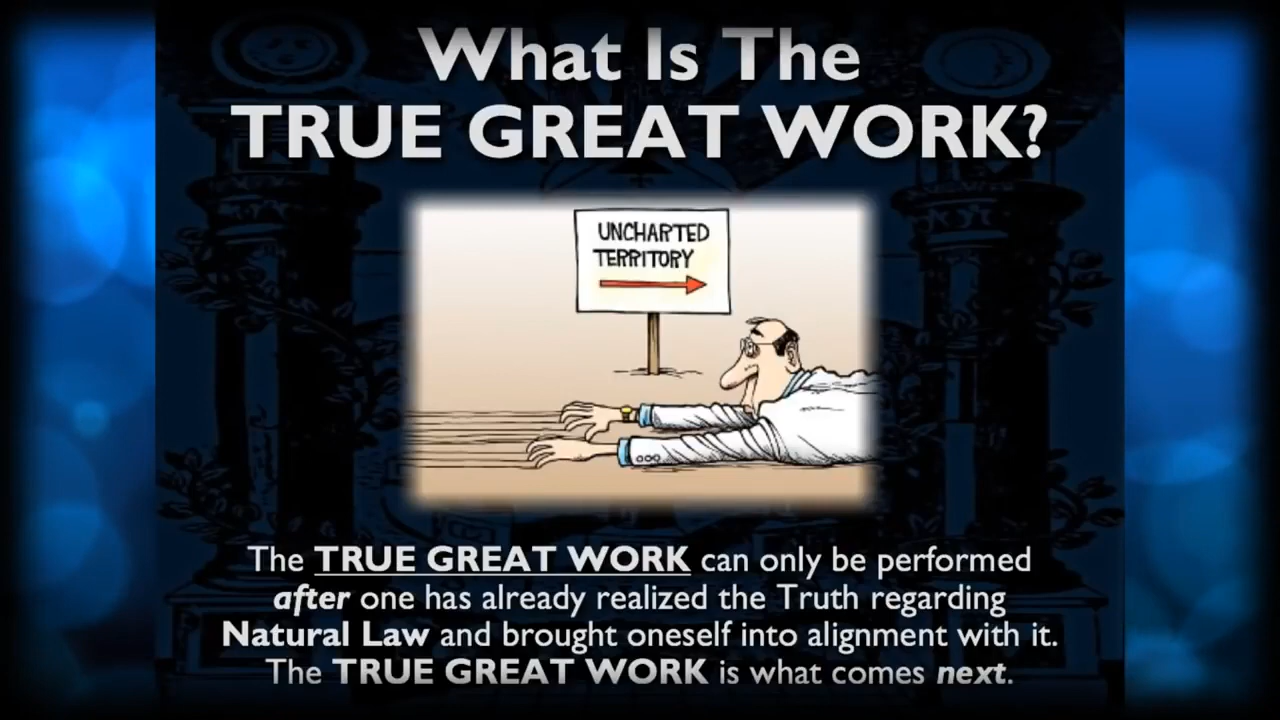 What Is The
TRUE GREAT WORK?
UNCHARTED
TERRITORY
The TRUE GREAT WORK can only be performed
after one has already realized the Truth regarding
Natural Law and brought oneself into alignment with it.
The TRUE GREAT WORK is what comes next.